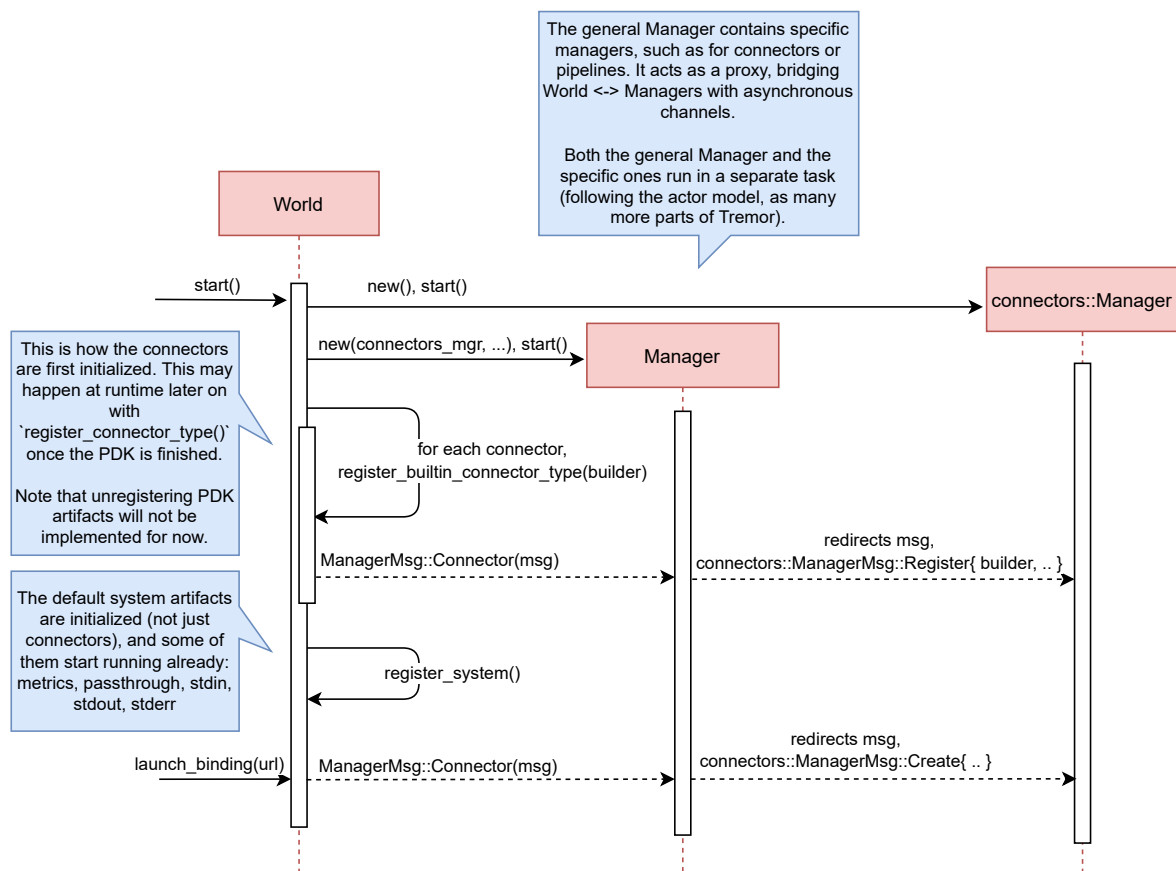 The general Manager contains specific
managers, such as for connectors or
pipelines. It acts as a proxy, bridging
World <-> Managers with asynchronous
channels.
Both the general Manager and the
specific ones run in a separate task
(following the actor model, as many
more parts of Tremor).
World
start()
new(), start()
connectors::Manager
This is how the connectors
are first initialized. This may
happen at runtime later on
with
`register_connector_type()`
once the PDK is finished.
Note that unregistering PDK
artifacts will not be
implemented for now.
new(connectors_mgr, ...), start()
Manager
for each connector,
register_builtin_connector_type(builder)
ManagerMsg::Connector(msg)
redirects msg,
connectors::ManagerMsg::Register{ builder, .. }
The default system artifacts
are initialized (not just
connectors), and some of
them start running already:
metrics, passthrough, stdin,
stdout, stderr
register_system()
launch_binding(url)
ManagerMsg::Connector(msg)
redirects msg,
connectors::ManagerMsg::Create{ .. }